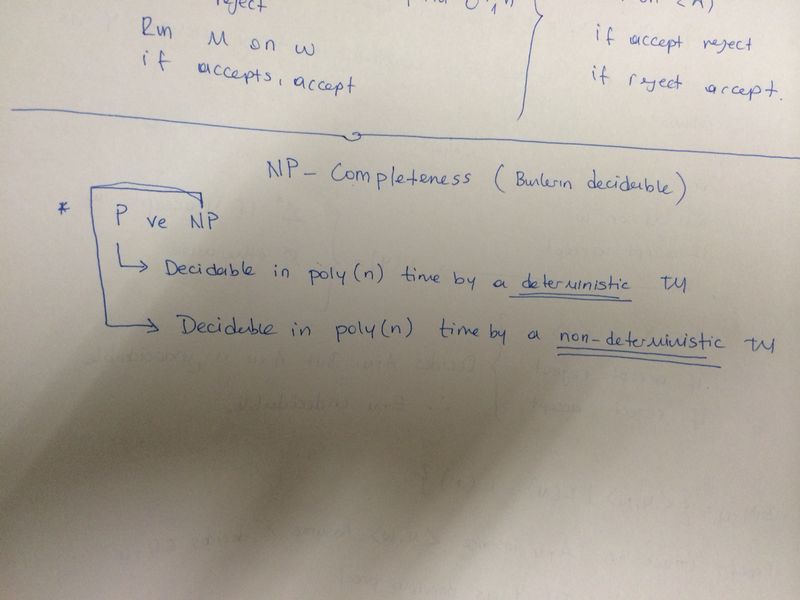 reject
Run M on w
if accepts, accept
if accept reject
if reject accept.
NP- Completeness (Bunların decidable)
* P ve NP
Decidable in poly(n) time by a deterministic TM
Decidable in poly(n) time by a non-deterministic TM